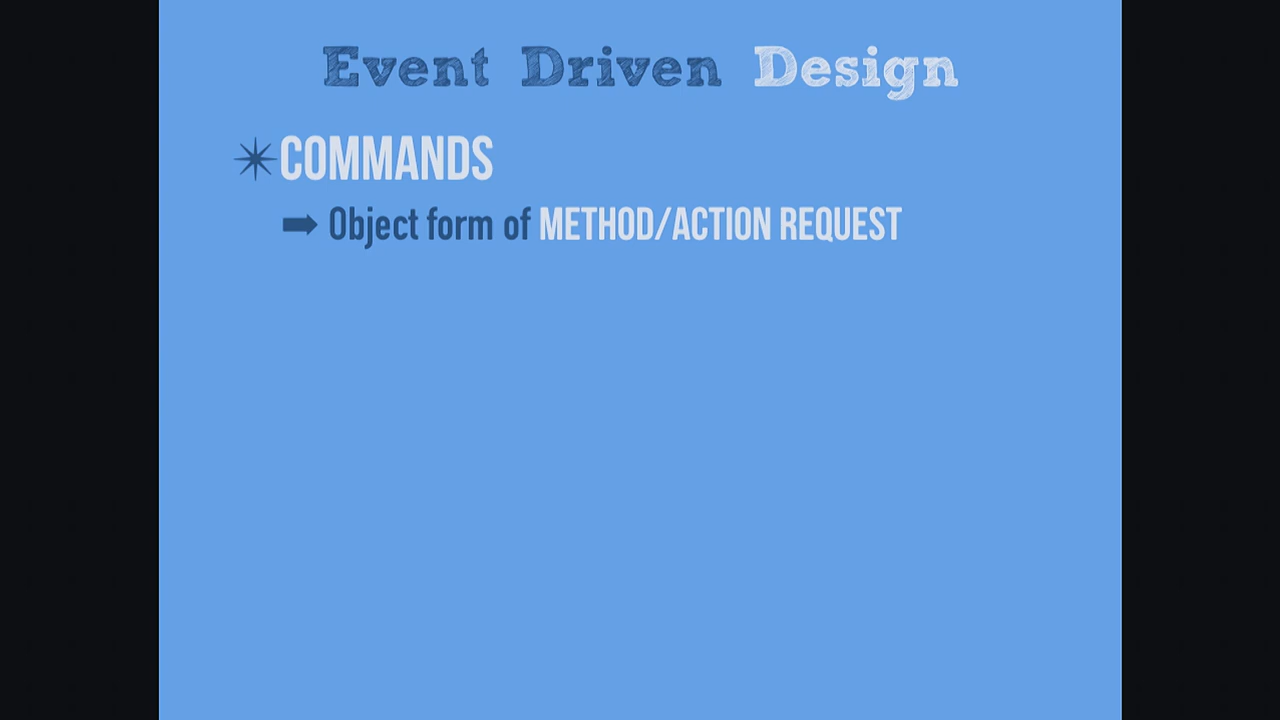 Event Driven Design
COMMANDS
Object form of METHOD/ACTION REQUEST